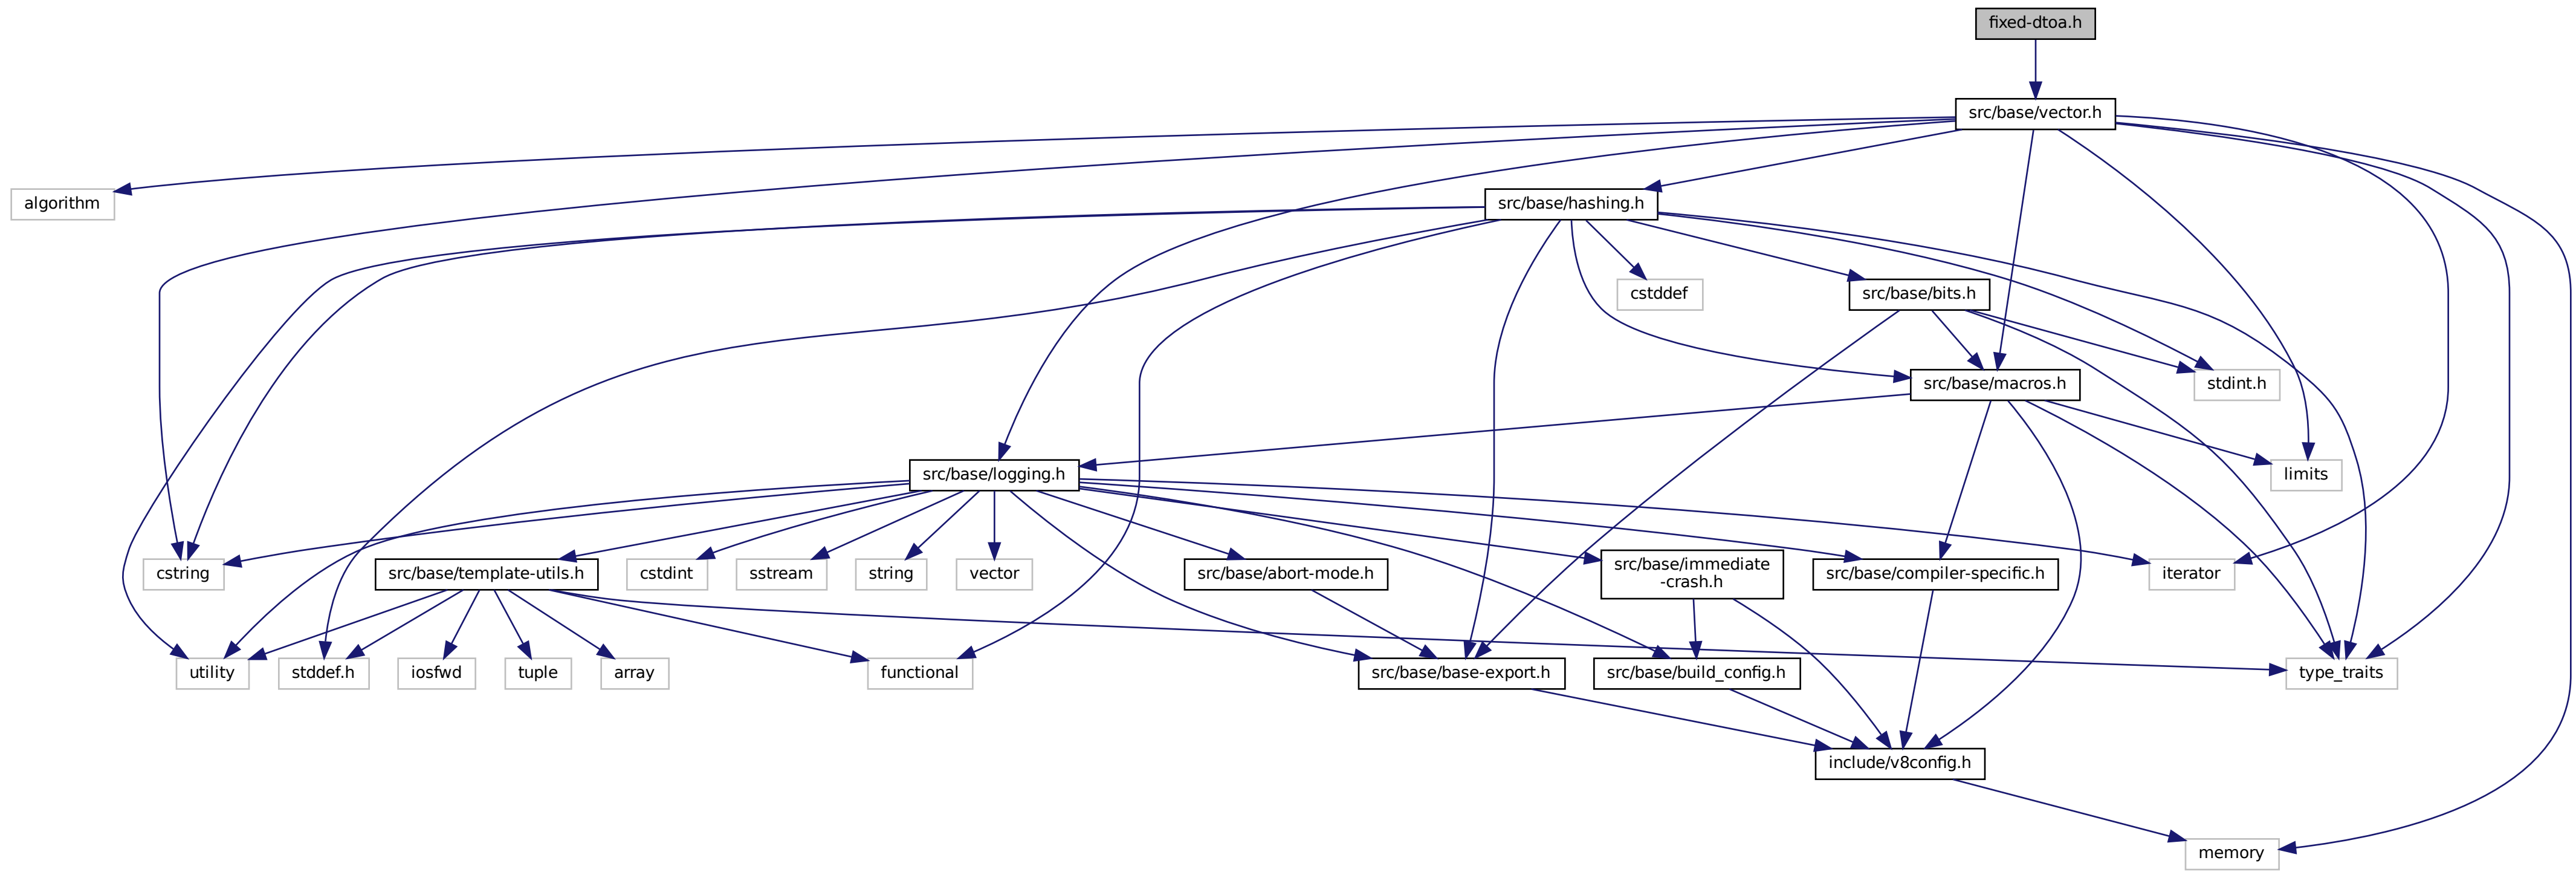 fixed-dtoa.h
src/base/vector.h
algorithm
src/base/hashing.h
cstddef
src/base/bits.h
src/base/macros.h
stdint.h
src/base/logging.h
limits
cstring
src/base/template-utils.h
cstdint
sstream
string
vector
src/base/abort-mode.h
src/base/immediate
-crash.h
src/base/compiler-specific.h
iterator
utility
stddef.h
iosfwd
tuple
array
functional
src/base/base-export.h
src/base/build_config.h
type_traits
include/v8config.h
memory